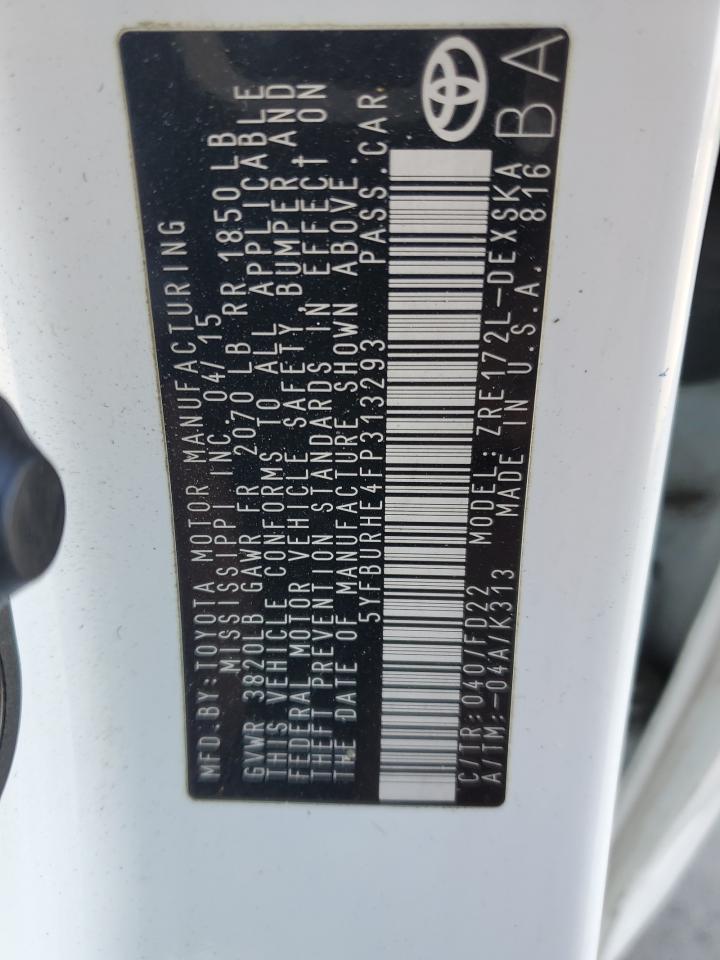 MFD.BY:TOYOTA MOTOR MANUFACTURING
MISSISSIPPI INC.04/15
GVWR 3820LB GAWR FR 2070 LB RR 1850LB
THIS VEHICLE CONFORMS TO ALL APPLICABLE
FEDERAL MOTOR VEHICLE SAFETY, BUMPER AND
THEFT PREVENTION STANDARDS IN EFFECT ON
THE DATE OF MANUFACTURE SHOWN ABOVE.
5YFBURHE4FP313293 PASS.CAR
C/TR:040/FD22 MODEL:ZRE172L-DEXSKA
A/TM:-04A/K313 MADE IN U.S.A. 816
BA